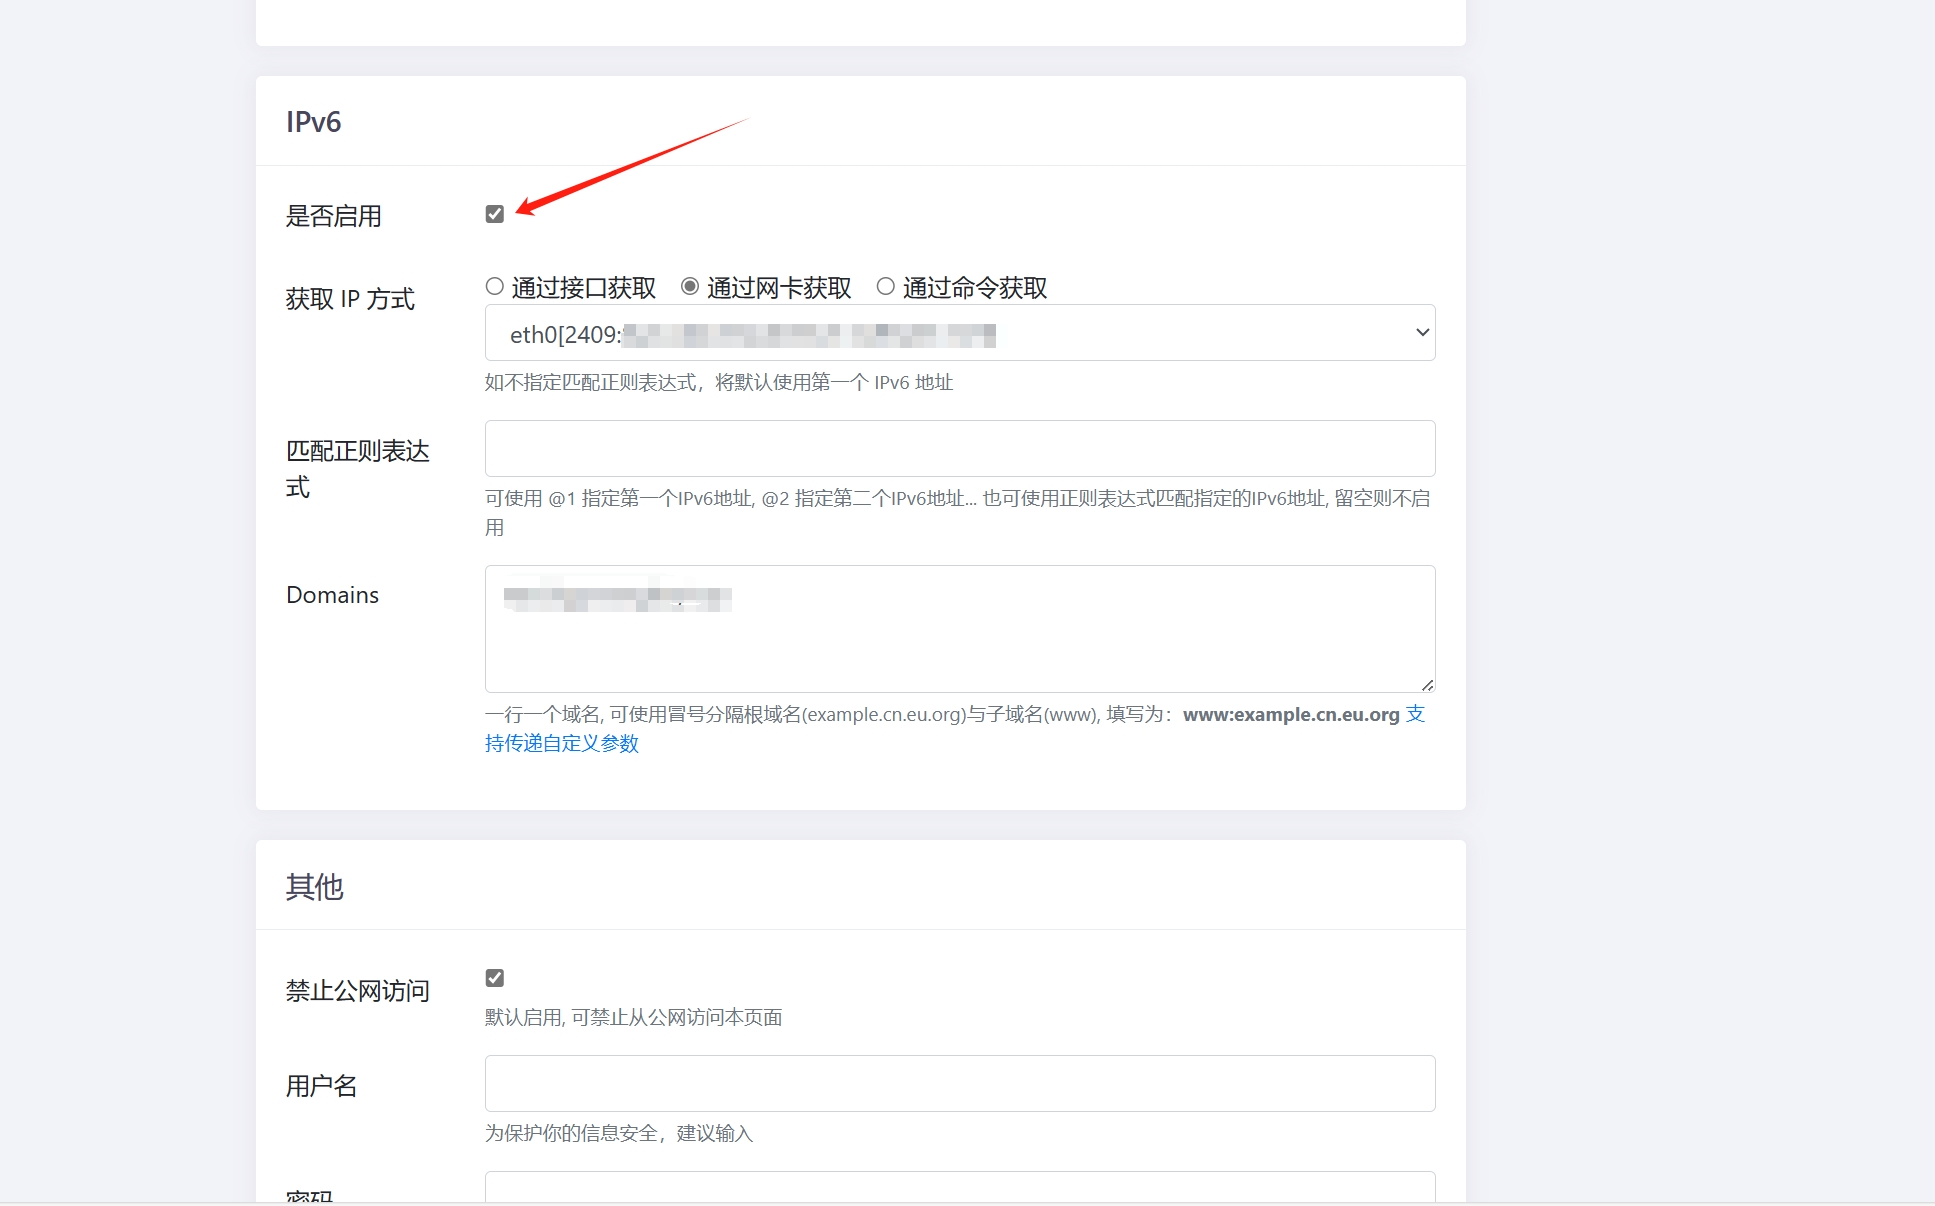 IPv6
是否启用
获取 IP 方式
通过接口获取 通过网卡获取 通过命令获取
eth0[2409:
如不指定匹配正则表达式，将默认使用第一个 IPv6 地址
匹配正则表达
式
可使用 @1 指定第一个IPv6地址, @2 指定第二个IPv6地址... 也可使用正则表达式匹配指定的IPv6地址, 留空则不启
用
Domains
一行一个域名, 可使用冒号分隔根域名(example.cn.eu.org)与子域名(www), 填写为：www:example.cn.eu.org 支
持传递自定义参数
其他
禁止公网访问
默认启用, 可禁止从公网访问本页面
用户名
为保护你的信息安全，建议输入
密码